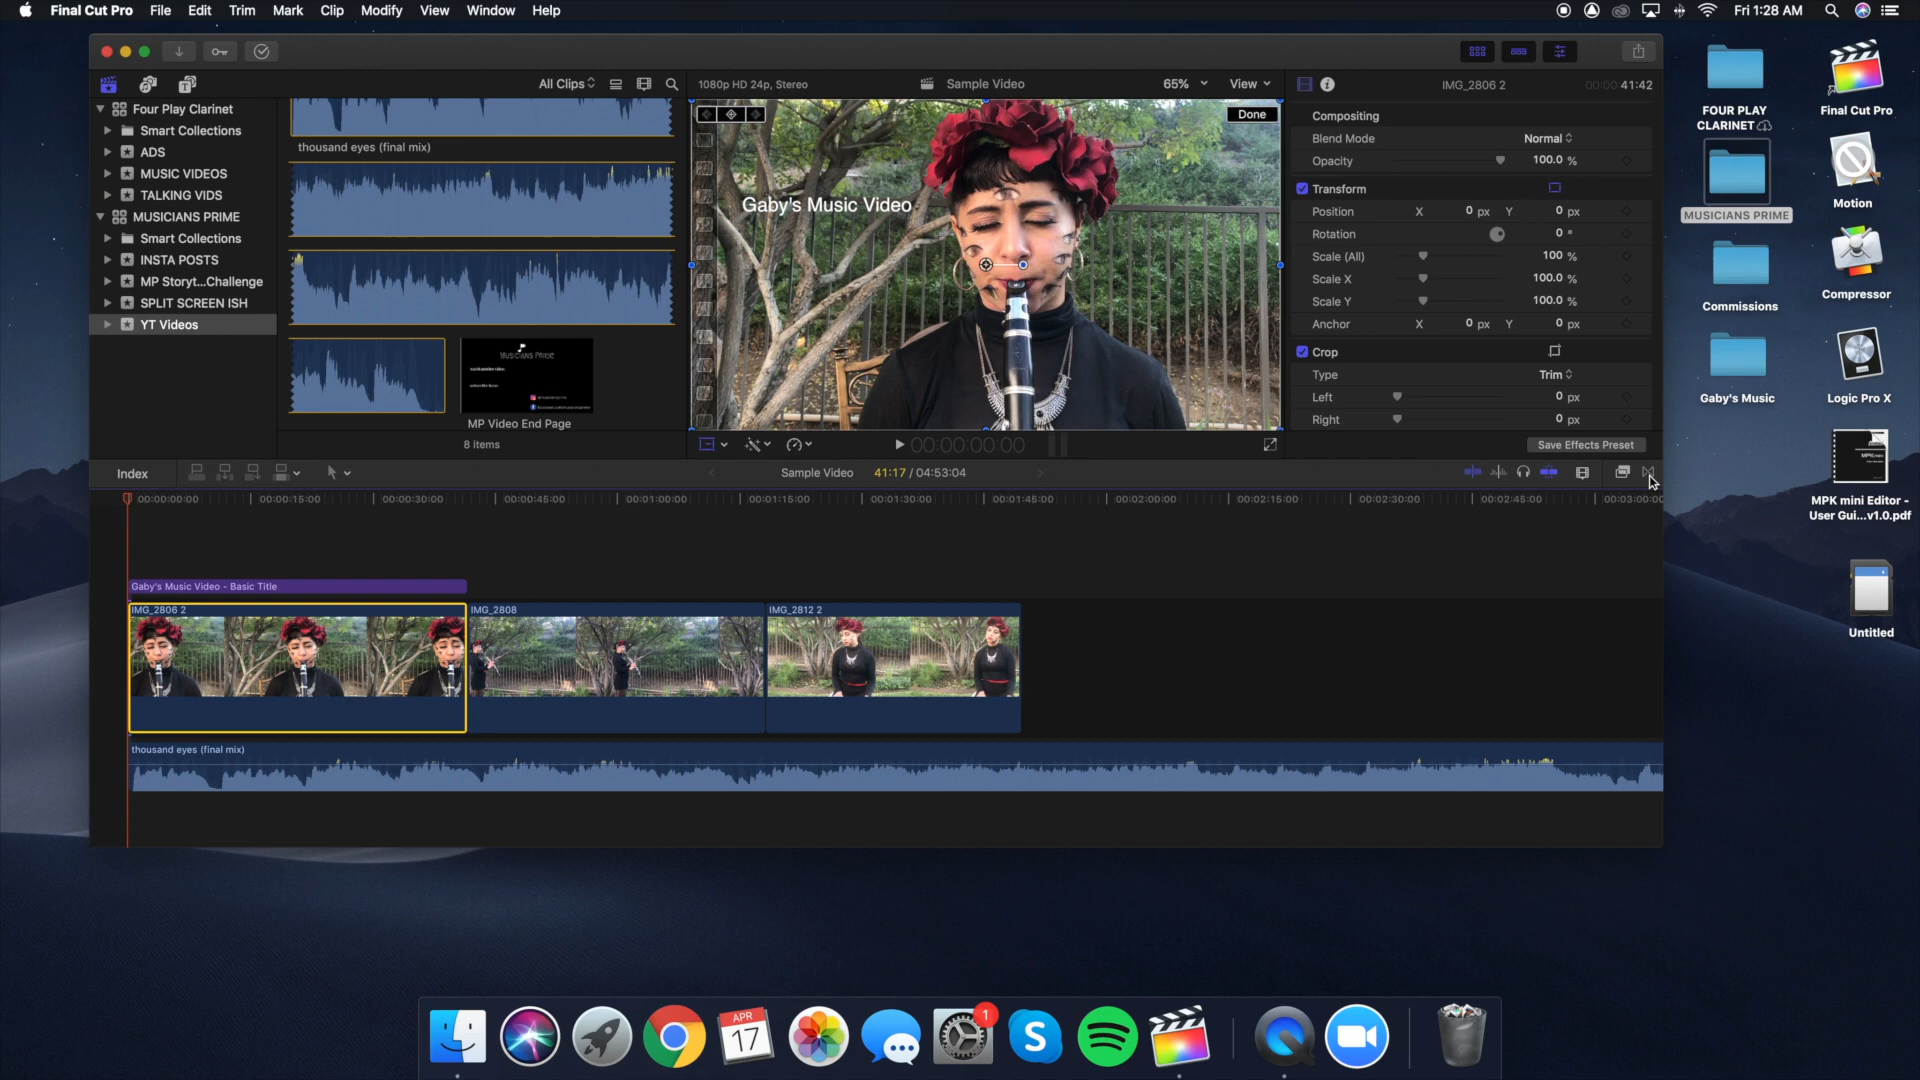 Final Cut Pro File Edit Trim Mark Clip Modify View Window Help Fri 1:28 AM
All Clips 1080p HD 24p, Stereo Sample Video 65% View IMG_2806 2 00:00:41:42
Four Play Clarinet
Smart Collections
ADS
MUSIC VIDEOS
TALKING VIDS
MUSICIANS PRIME
Smart Collections
INSTA POSTS
MP Storyt...Challenge
SPLIT SCREEN ISH
YT Videos
thousand eyes (final mix)
MUSICIANS PRIME
MP Video End Page
8 items
Done
Gaby's Music Video
00:00:00:00
Compositing
Blend Mode Normal
Opacity 100.0 %
Transform
Position X 0 px Y 0 px
Rotation 0 °
Scale (All) 100 %
Scale X 100.0 %
Scale Y 100.0 %
Anchor X 0 px Y 0 px
Crop
Type Trim
Left 0 px
Right 0 px
Save Effects Preset
Index Sample Video 41:17 / 04:53:04
00:00:00:00 00:00:15:00 00:00:30:00 00:00:45:00 00:01:00:00 00:01:15:00 00:01:30:00 00:01:45:00 00:02:00:00 00:02:15:00 00:02:30:00 00:02:45:00 00:03:00:00
Gaby's Music Video - Basic Title
IMG_2806 2 IMG_2808 IMG_2812 2
thousand eyes (final mix)
FOUR PLAY
CLARINET
Final Cut Pro
MUSICIANS PRIME
Motion
Commissions
Compressor
Gaby's Music
Logic Pro X
MPK mini Editor -
User Gui...v1.0.pdf
Untitled
APR
17
1
S